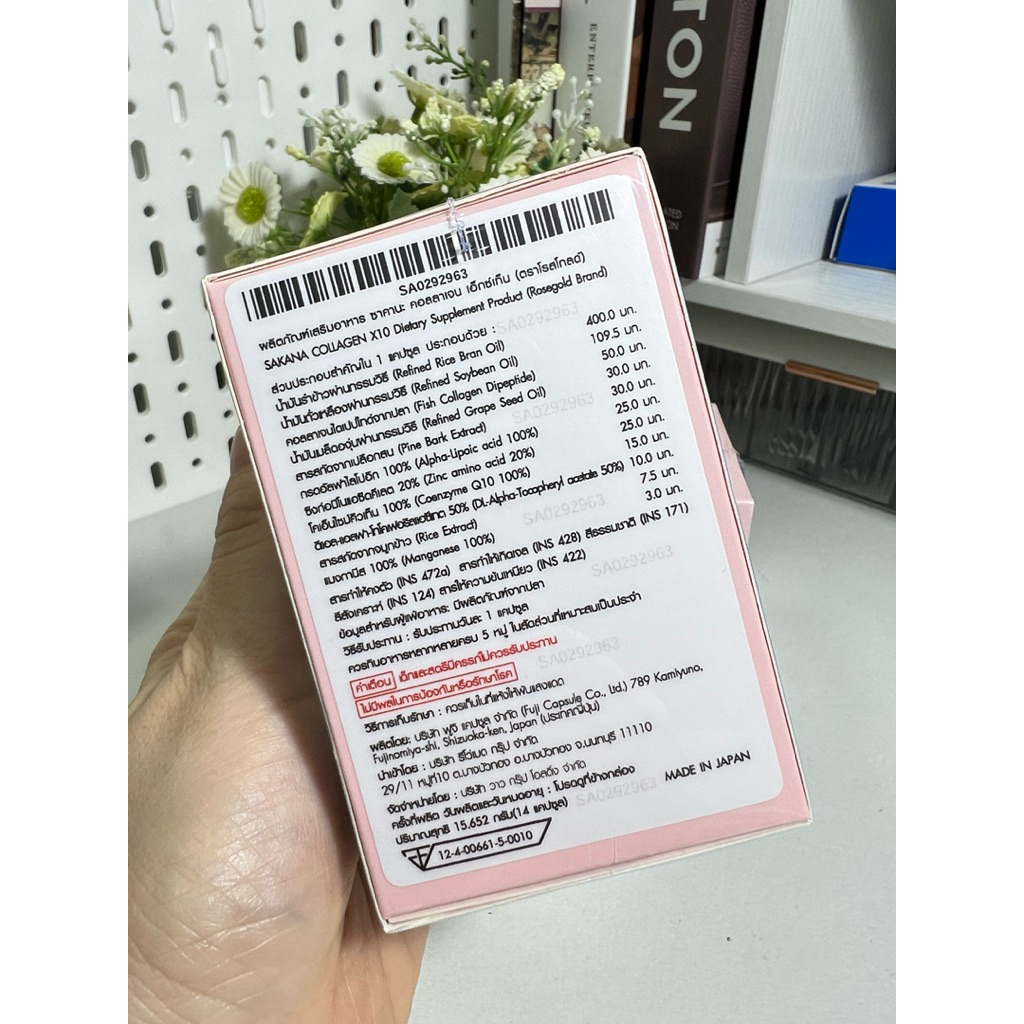 TON
ENTERP
SA0292963
ผลิตภัณฑ์เสริมอาหาร ซาคานะ คอลลาเจน เอ็กซ์เท็น (ตราโรสโกลด์)
SAKANA COLLAGEN X10 Dietary Supplement Product (Rosegold Brand)
ส่วนประกอบสำคัญใน 1 แคปซูล ประกอบด้วย :
น้ำมันรำข้าวผ่านกรรมวิธี (Refined Rice Bran Oil) 400.0 มก.
น้ำมันถั่วเหลืองผ่านกรรมวิธี (Refined Soybean Oil) 109.5 มก.
คอลลาเจนไดเปปไทด์จากปลา (Fish Collagen Dipeptide) 50.0 มก.
น้ำมันเมล็ดองุ่นผ่านกรรมวิธี (Refined Grape Seed Oil) 30.0 มก.
สารสกัดจากเปลือกสน (Pine Bark Extract) 30.0 มก.
กรดอัลฟาไลโปอิก 100% (Alpha-Lipoic acid 100%) 25.0 มก.
ซิงก์อมิโนแอซิดคีเลต 20% (Zinc amino acid 20%) 25.0 มก.
โคเอ็นไซม์คิวเท็น 100% (Coenzyme Q10 100%) 15.0 มก.
ดีแอล-แอลฟา-โทโคเฟอริลแอซีเทต 50% (DL-Alpha-Tocopheryl acetate 50%) 10.0 มก.
สารสกัดจากจมูกข้าว (Rice Extract) 7.5 มก.
แมงกานีส 100% (Manganese 100%) 3.0 มก.
สารทำให้คงตัว (INS 472a) สารทำให้เกิดเจล (INS 428) สีธรรมชาติ (INS 171)
สีสังเคราะห์ (INS 124) สารให้ความข้นเหนียว (INS 422)
ข้อมูลสำหรับผู้แพ้อาหาร: มีผลิตภัณฑ์จากปลา
วิธีรับประทาน : รับประทานวันละ 1 แคปซูล
ควรกินอาหารหลากหลายครบ 5 หมู่ ในสัดส่วนที่เหมาะสมเป็นประจำ
คำเตือน เด็กและสตรีมีครรภ์ไม่ควรรับประทาน
ไม่มีผลในการป้องกันหรือรักษาโรค
วิธีการเก็บรักษา : ควรเก็บในที่แห้งให้พ้นแสงแดด
ผลิตโดย: บริษัท ฟูจิ แคปซูล จำกัด (Fuji Capsule Co., Ltd.) 789 Kamiyuno,
Fujinomiya-shi, Shizuoka-ken, Japan (ประเทศญี่ปุ่น)
นำเข้าโดย : บริษัท รีโว่เมด กรุ๊ป จำกัด
29/11 หมู่ที่10 ต.บางบัวทอง อ.บางบัวทอง จ.นนทบุรี 11110
จัดจำหน่ายโดย : บริษัท วาว กรุ๊ป โฮลดิ้ง จำกัด
ครั้งที่ผลิต วันผลิตและวันหมดอายุ : โปรดดูที่ข้างกล่อง MADE IN JAPAN
ปริมาณสุทธิ 15.652 กรัม(14 แคปซูล)
12-4-00661-5-0010
SA0292963
SA0292963
SA0292963
SA0292963
SA0292963
SA0292963